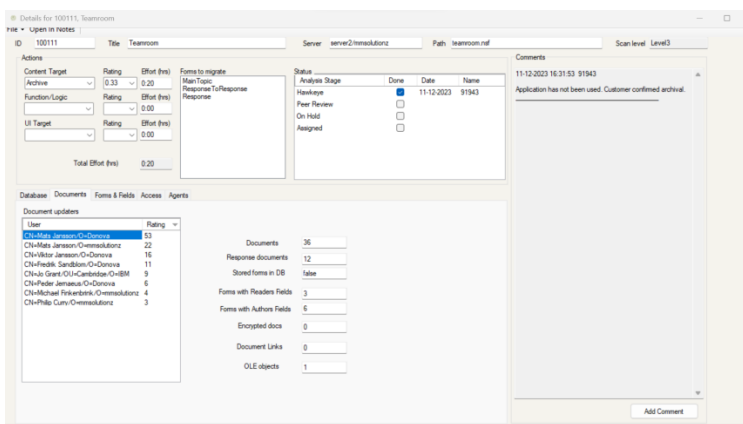 Details for 100111, Teamroom
File Open In Notes
ID 100111 Title Teamroom Server server2/mmsolutionz Path teamroom.nsf Scan level Level3
Actions
Content Target Rating Effort (hrs)
Archive 0.33 0:20
Function/Logic Rating Effort (hrs)
0:00
UI Target Rating Effort (hrs)
0:00
Total Effort (hrs) 0:20
Forms to migrate
MainTopic
ResponseToResponse
Response
Status
Analysis Stage Done Date Name
Hawkeye 11-12-2023 91943
Peer Review
On Hold
Assigned
Comments
11-12-2023 16:31:53 91943
Application has not been used. Customer confirmed archival.
Add Comment
Database Documents Forms & Fields Access Agents
Document updaters
User Rating
CN=Mats Jansson/O=Donova 53
CN=Mats Jansson/O=mmsolutionz 22
CN=Viktor Jansson/O=Donova 16
CN=Fredrik Sandblom/O=Donova 11
CN=Jo Grant/OU=Cambridge/O=IBM 9
CN=Peder Jernaeus/O=Donova 6
CN=Michael Finkenbrink/O=mmsolutionz 4
CN=Philip Curry/O=mmsolutionz 3
Documents 36
Response documents 12
Stored forms in DB false
Forms with Readers Fields 3
Forms with Authors Fields 6
Encrypted docs 0
Document Links 0
OLE objects 1